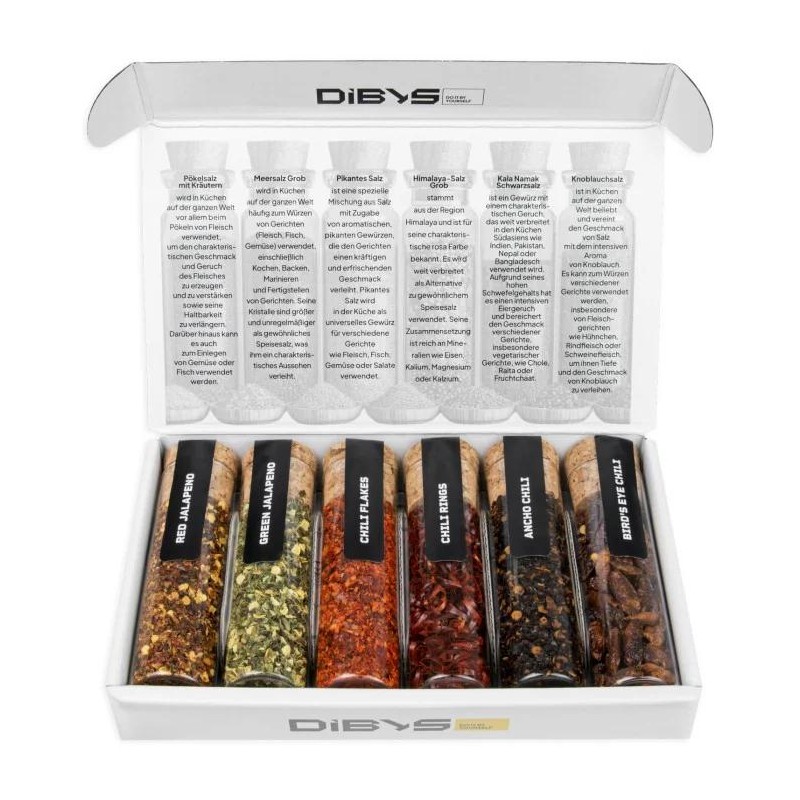 DiBYS
DO IT BY
YOURSELF
Pökelsalz
mit Kräutern
wird in Küchen
auf der ganzen Welt
vor allem beim
Pökeln von Fleisch
verwendet,
um den charakteris-
tischen Geschmack
und Geruch
des Fleisches
zu erzeugen
und zu verstärken
sowie seine
Haltbarkeit
zu verlängern.
Darüber hinaus kann
es auch
zum Einlegen
von Gemüse oder
Fisch verwendet
werden.
Meersalz Grob
wird in Küchen
auf der ganzen Welt
häufig zum Würzen
von Gerichten
(Fleisch, Fisch,
Gemüse) verwendet,
einschließlich
Kochen, Backen,
Marinieren
und Fertigstellen
von Gerichten. Seine
Kristalle sind größer
und unregelmäßiger
als gewöhnliches
Speisesalz, was
ihm ein charakteris-
tisches Aussehen
verleiht.
Pikantes Salz
ist eine spezielle
Mischung aus Salz
mit Zugabe
von aromatischen,
pikanten Gewürzen,
die den Gerichten
einen kräftigen
und erfrischenden
Geschmack
verleiht. Pikantes
Salz wird
in der Küche als
universelles Gewürz
für verschiedene
Gerichte
wie Fleisch, Fisch,
Gemüse oder Salate
verwendet.
Himalaya-Salz
Grob
stammt
aus der Region
Himalaya und ist für
seine charakteris-
tische rosa Farbe
bekannt. Es wird
weit verbreitet
als Alternative
zu gewöhnlichem
Speisesalz
verwendet. Seine
Zusammensetzung
ist reich an Mine-
ralien wie Eisen,
Kalium, Magnesium
oder Kalzium.
Kala Namak
Schwarzsalz
ist ein Gewürz mit
einem charakteris-
tischen Geruch,
das weit verbreitet
in den Küchen
Südasiens wie
Indien, Pakistan,
Nepal oder
Bangladesch
verwendet wird.
Aufgrund seines
hohen
Schwefelgehalts hat
es einen intensiven
Eiergeruch
und bereichert
den Geschmack
verschiedener
Gerichte,
insbesondere
vegetarischer
Gerichte, wie Chole,
Raita oder
Fruchtchaat.
Knoblauchsalz
ist in Küchen
auf der ganzen
Welt beliebt
und vereint
den Geschmack
von Salz
mit dem intensiven
Aroma
von Knoblauch.
Es kann zum Würzen
verschiedener
Gerichte verwendet
werden,
insbesondere
von Fleisch-
gerichten
wie Hühnchen,
Rindfleisch oder
Schweinefleisch,
um ihnen Tiefe
und den Geschmack
von Knoblauch
zu verleihen.
RED JALAPENO
GREEN JALAPENO
CHILI FLAKES
CHILI RINGS
ANCHO CHILI
BIRD'S EYE CHILI
DiBYS
DO IT BY
YOURSELF